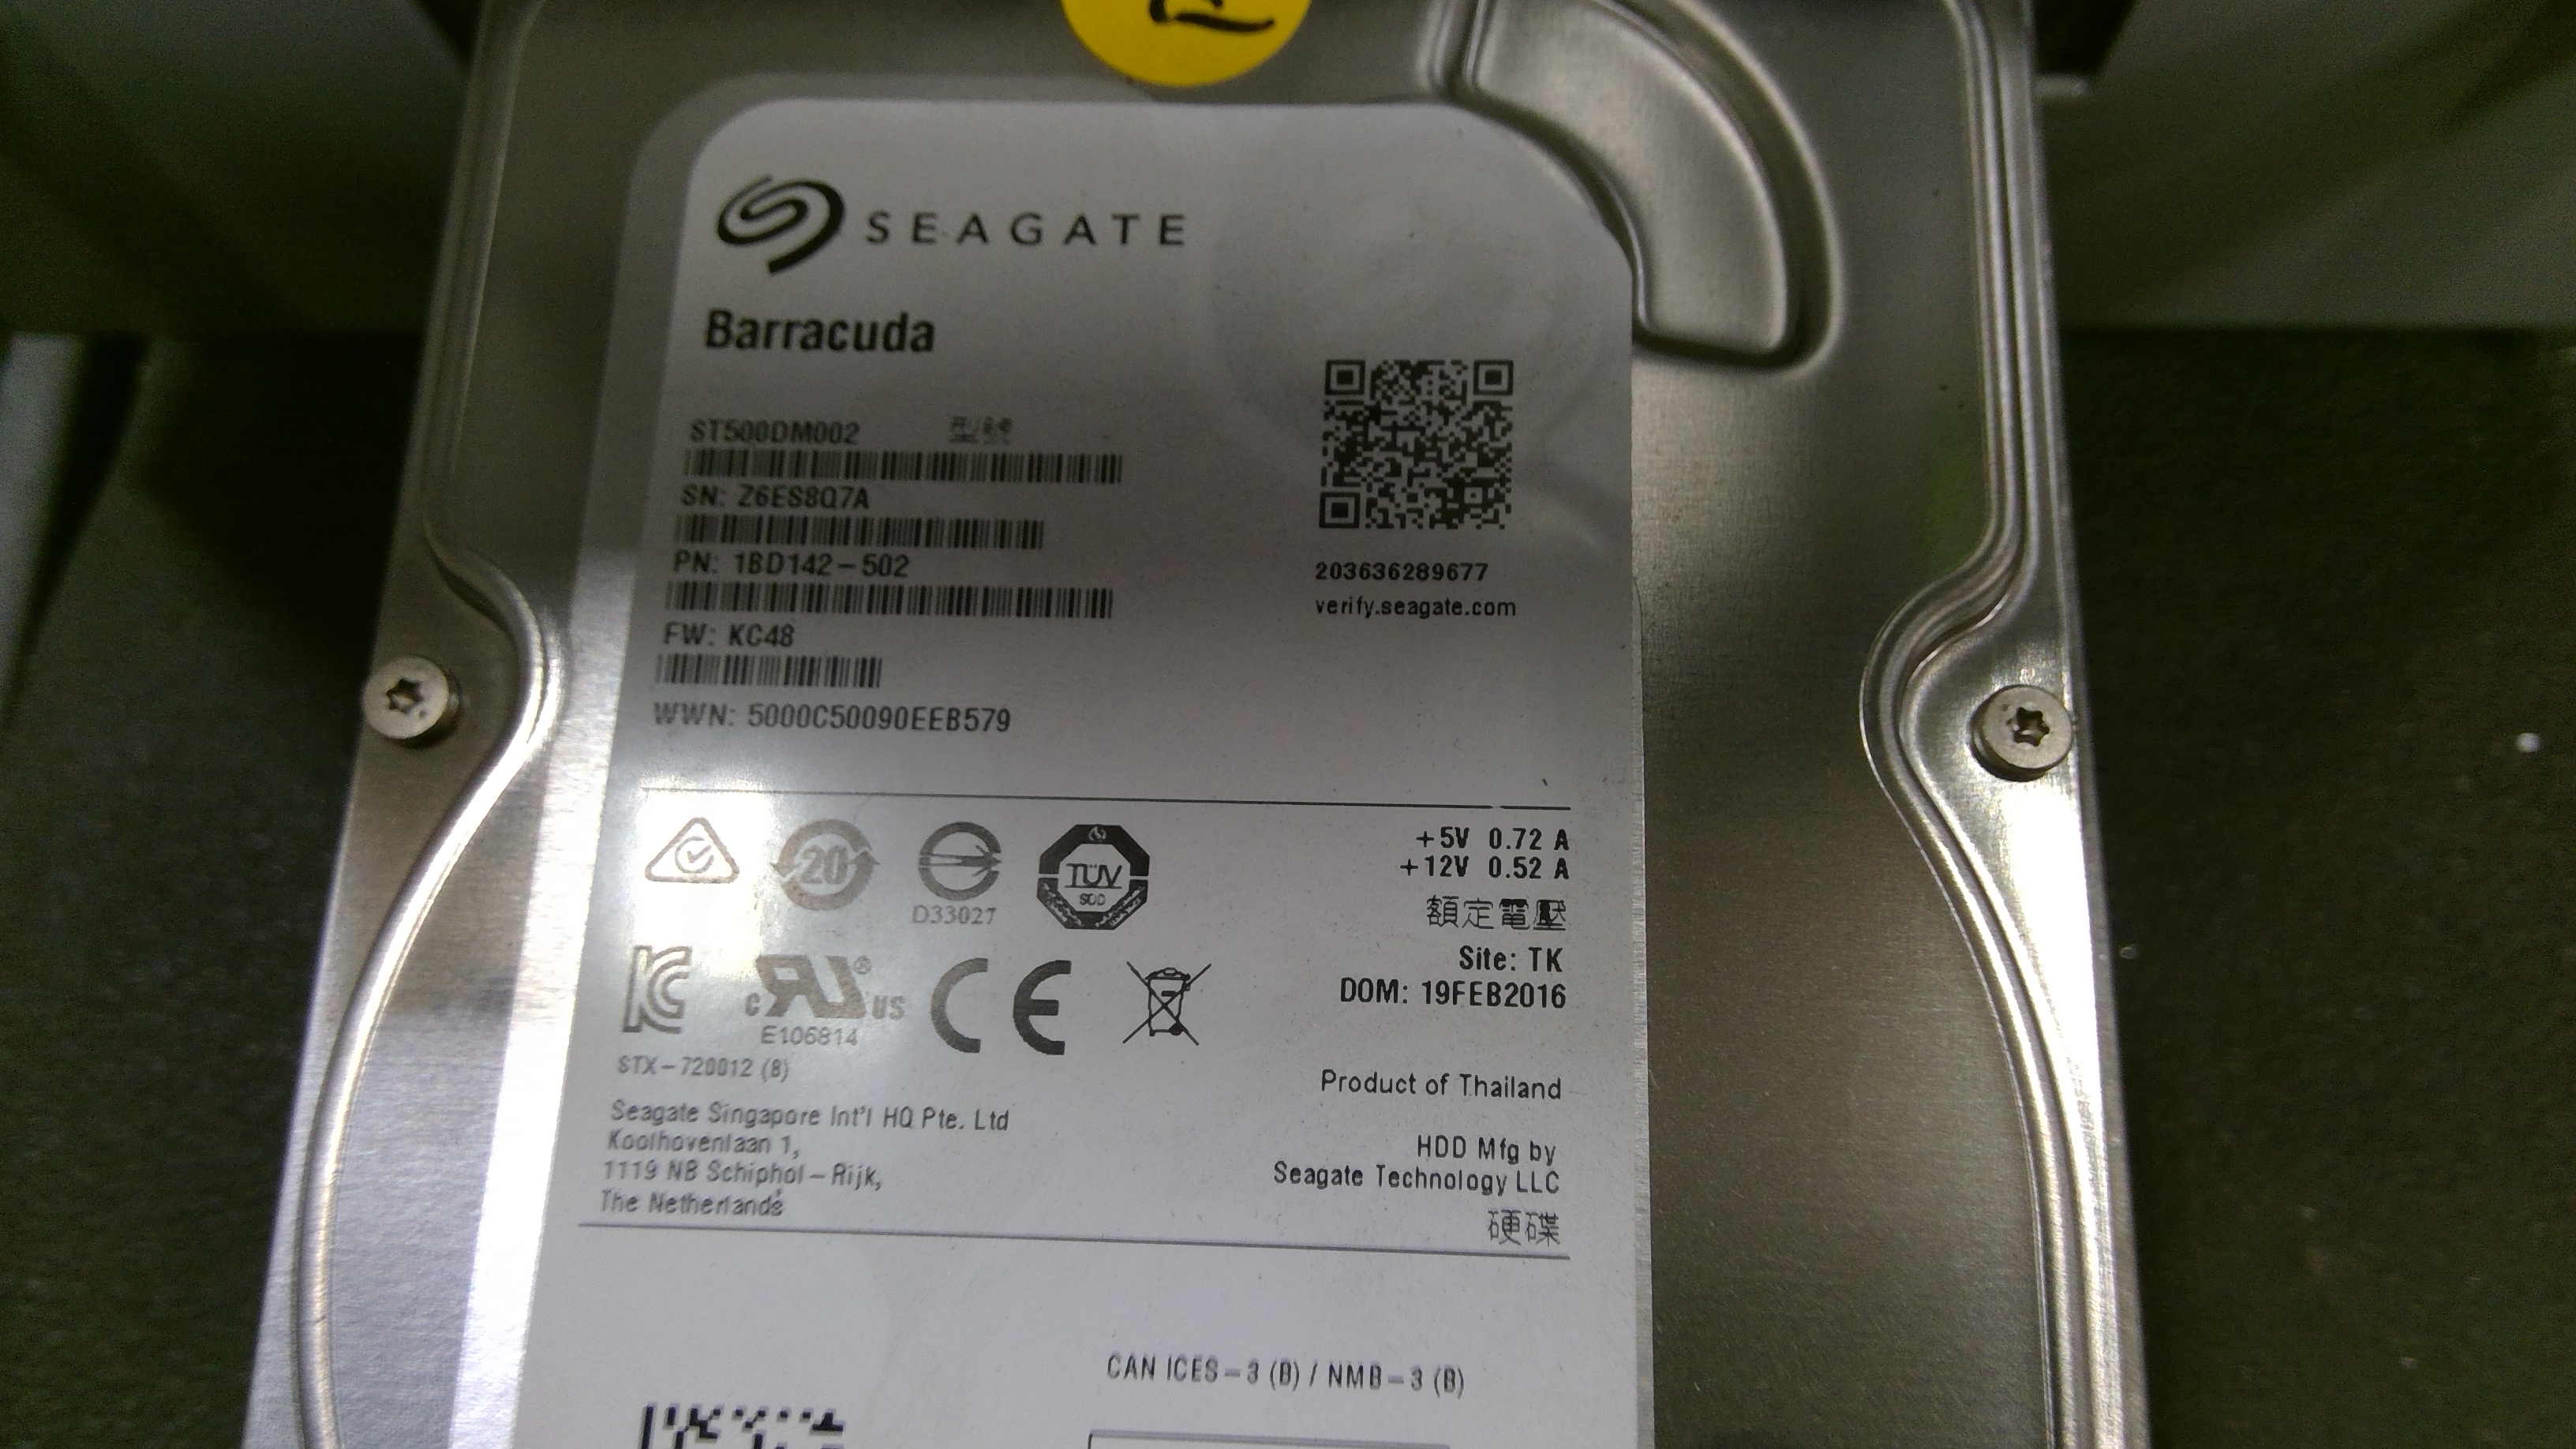 SEAGATE
Barracuda
ST500DM002 型號
SN: Z6ES8Q7A
PN: 1BD142-502
FW: KC48
WWN: 5000C50090EEB579
203636289677
verify.seagate.com
20
D33027
TÜV
SÜD
+5V 0.72 A
+12V 0.52 A
額定電壓
Site: TK
DOM: 19FEB2016
c RU ® US
E106814
CE
STX-720012 (B)
Product of Thailand
Seagate Singapore Int'l HQ Pte. Ltd
Koolhovenlaan 1,
1119 NB Schiphol-Rijk,
The Netherlands
HDD Mfg by
Seagate Technology LLC
硬碟
CAN ICES-3 (B) / NMB-3 (B)